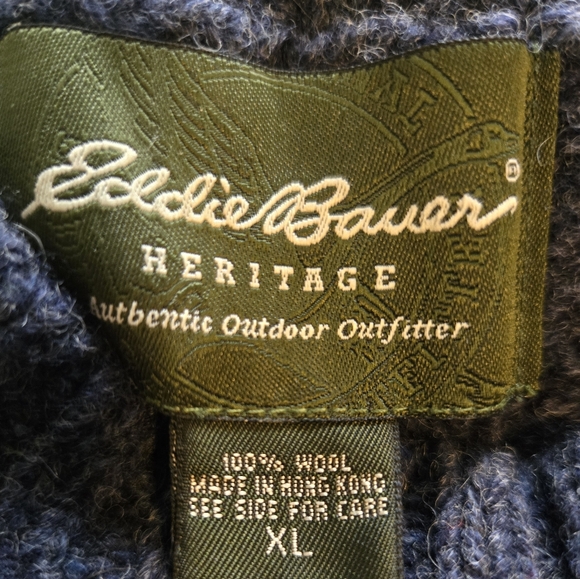 Eddie Bauer®
HERITAGE
Authentic Outdoor Outfitter
100% WOOL
MADE IN HONG KONG
SEE SIDE FOR CARE
XL